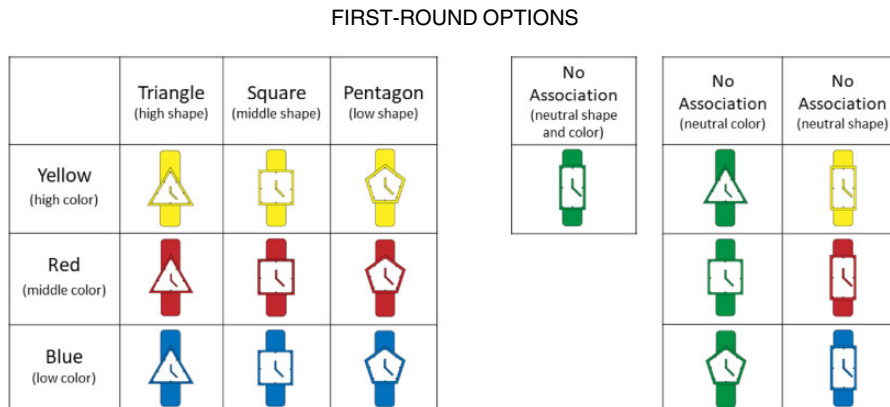 FIRST-ROUND OPTIONS
Triangle
(high shape)
Square
(middle shape)
Pentagon
(low shape)
Yellow
(high color)
Red
(middle color)
Blue
(low color)
No
Association
(neutral shape
and color)
No
Association
(neutral color)
No
Association
(neutral shape)